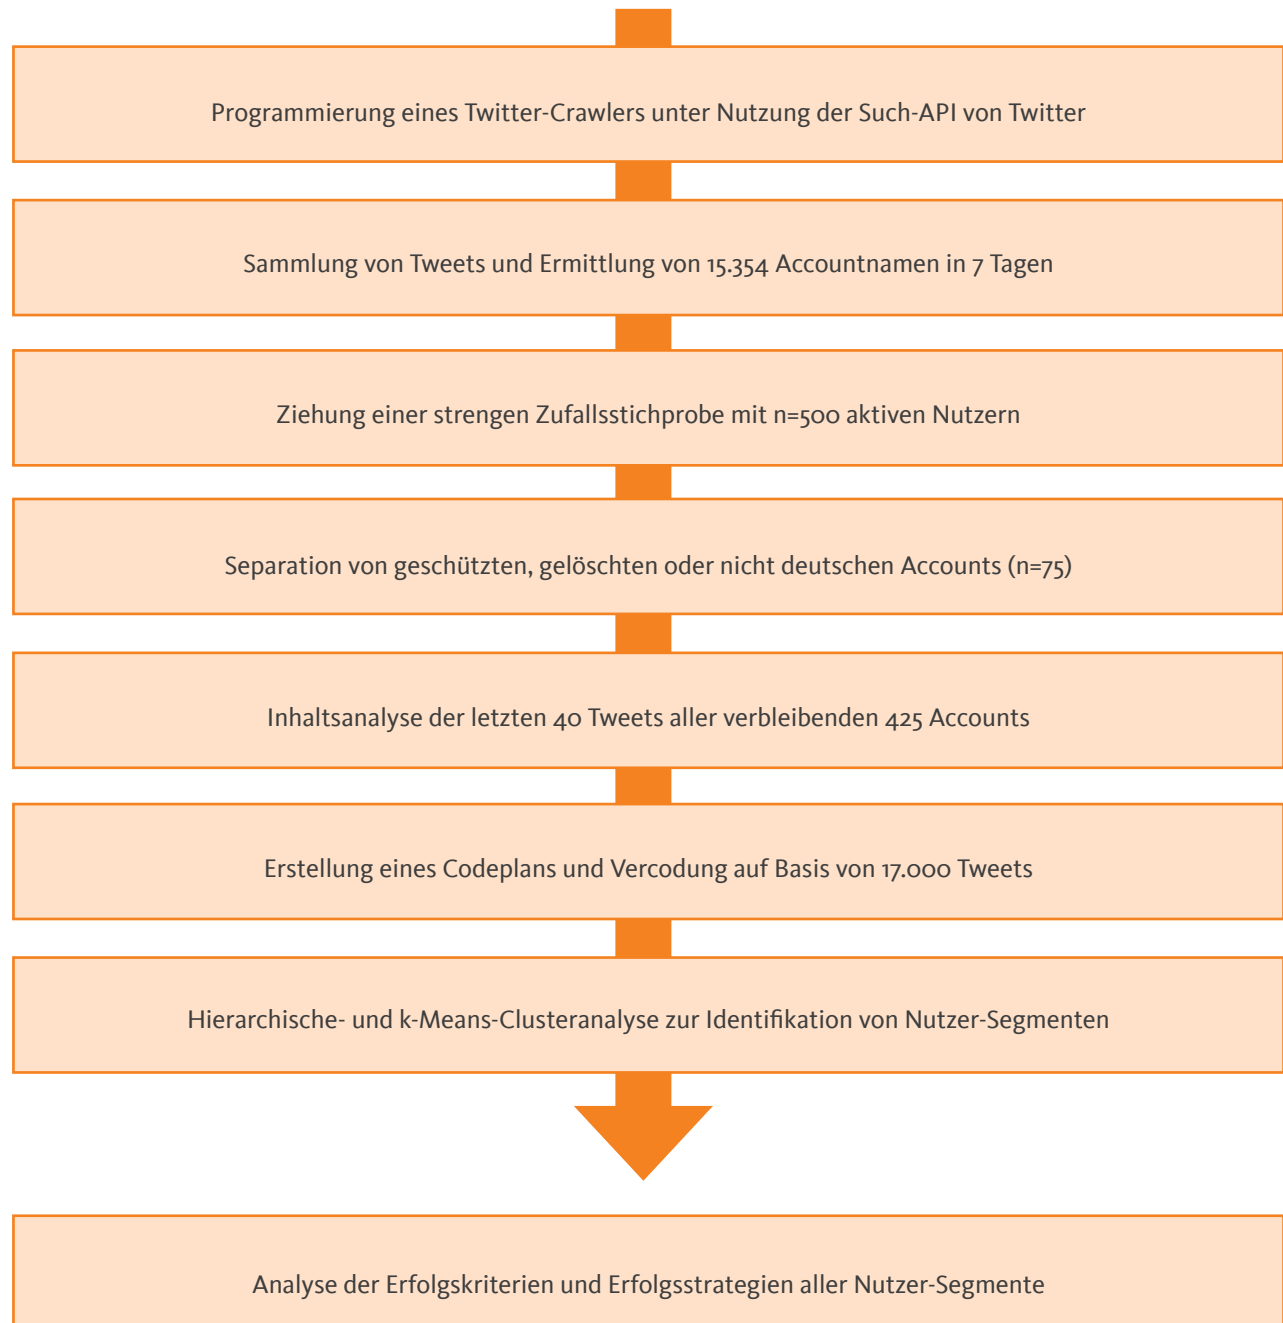 Programmierung eines Twitter-Crawlers unter Nutzung der Such-API von Twitter
Sammlung von Tweets und Ermittlung von 15.354 Accountnamen in 7 Tagen
Ziehung einer strengen Zufallsstichprobe mit n=500 aktiven Nutzern
Separation von geschützten, gelöschten oder nicht deutschen Accounts (n=75)
Inhaltsanalyse der letzten 40 Tweets aller verbleibenden 425 Accounts
Erstellung eines Codeplans und Vercodung auf Basis von 17.000 Tweets
Hierarchische- und k-Means-Clusteranalyse zur Identifikation von Nutzer-Segmenten
Analyse der Erfolgskriterien und Erfolgsstrategien aller Nutzer-Segmente